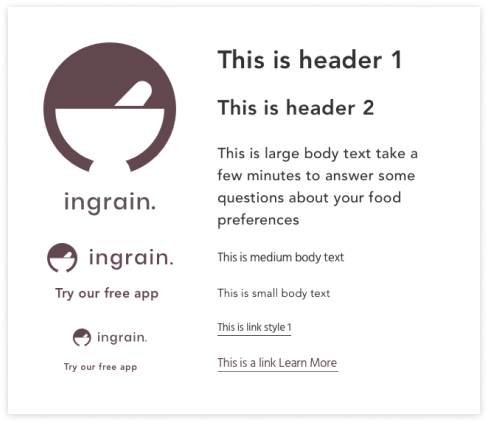 ingrain.
ingrain.
Try our free app
ingrain.
Try our free app
This is header 1
This is header 2
This is large body text take a
few minutes to answer some
questions about your food
preferences
This is medium body text
This is small body text
This is link style 1
This is a link Learn More